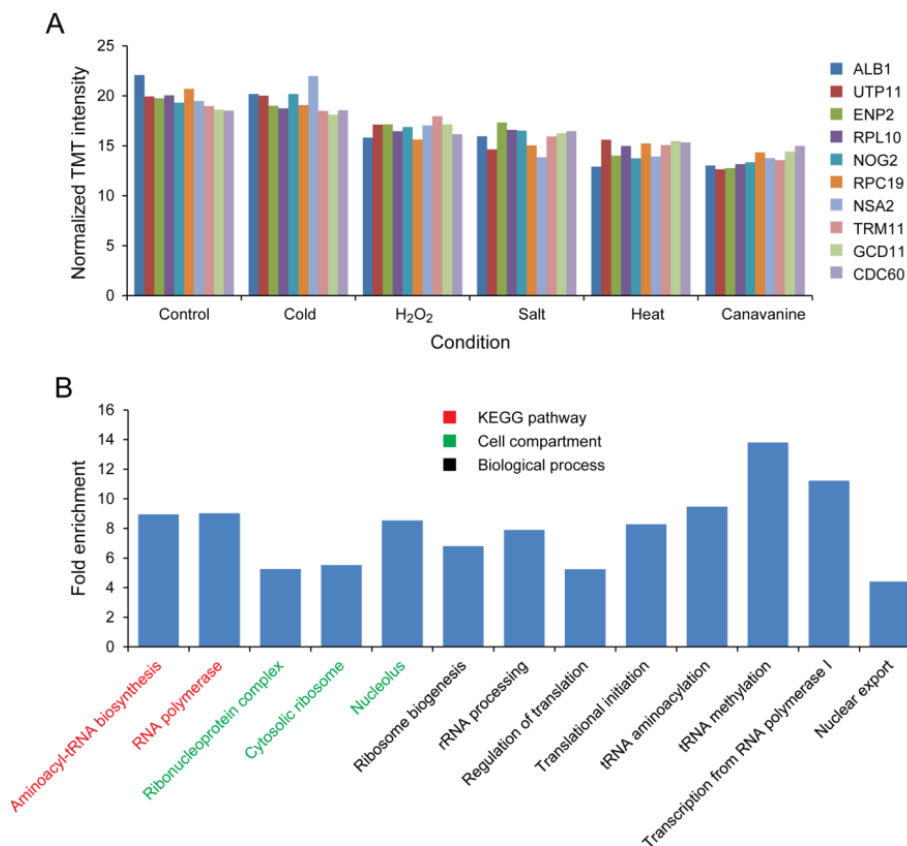 A
Normalized TMT intensity
25
20
15
10
5
0
Control
Cold
H₂O₂
Salt
Heat
Canavanine
Condition
ALB1
UTP11
ENP2
RPL10
NOG2
RPC19
NSA2
TRM11
GCD11
CDC60
B
Fold enrichment
16
14
12
10
8
6
4
2
0
KEGG pathway
Cell compartment
Biological process
Aminoacyl-tRNA biosynthesis
RNA polymerase
Ribonucleoprotein complex
Cytosolic ribosome
Nucleolus
Ribosome biogenesis
rRNA processing
Regulation of translation
Translational initiation
tRNA aminoacylation
tRNA methylation
Transcription from RNA polymerase I
Nuclear export